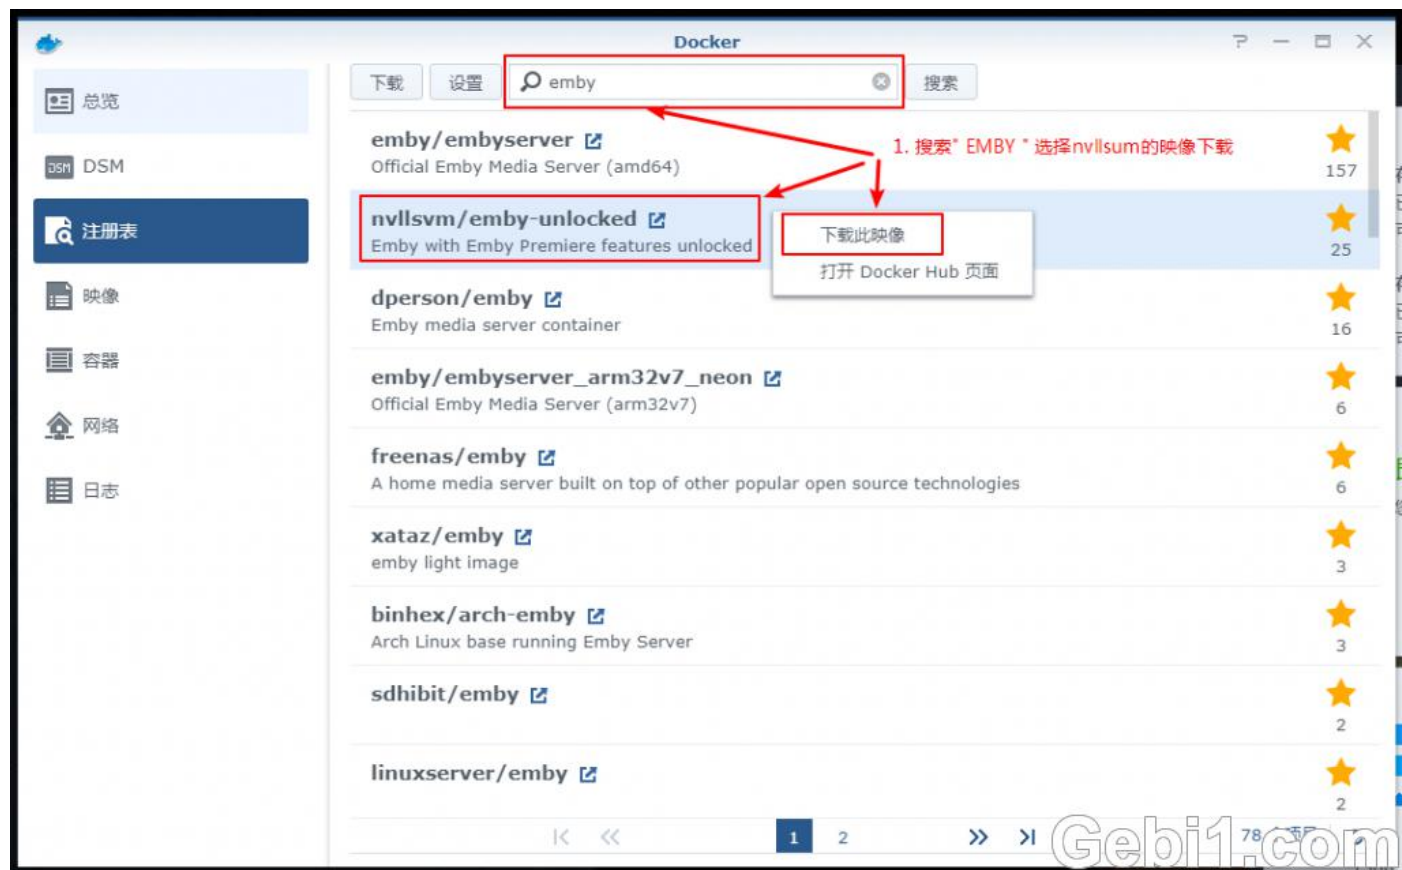 Docker
总览
DSM
DSM
注册表
映像
容器
网络
日志
下载
设置
emby
搜索
1. 搜索" EMBY " 选择nvllsum的映像下载
emby/embyserver
Official Emby Media Server (amd64)
157
nvllsvm/emby-unlocked
Emby with Emby Premiere features unlocked
25
下载此映像
打开 Docker Hub 页面
dperson/emby
Emby media server container
16
emby/embyserver_arm32v7_neon
Official Emby Media Server (arm32v7)
6
freenas/emby
A home media server built on top of other popular open source technologies
6
xataz/emby
emby light image
3
binhex/arch-emby
Arch Linux base running Emby Server
3
sdhibit/emby
2
linuxserver/emby
2
1
2
78
Gebi1.com